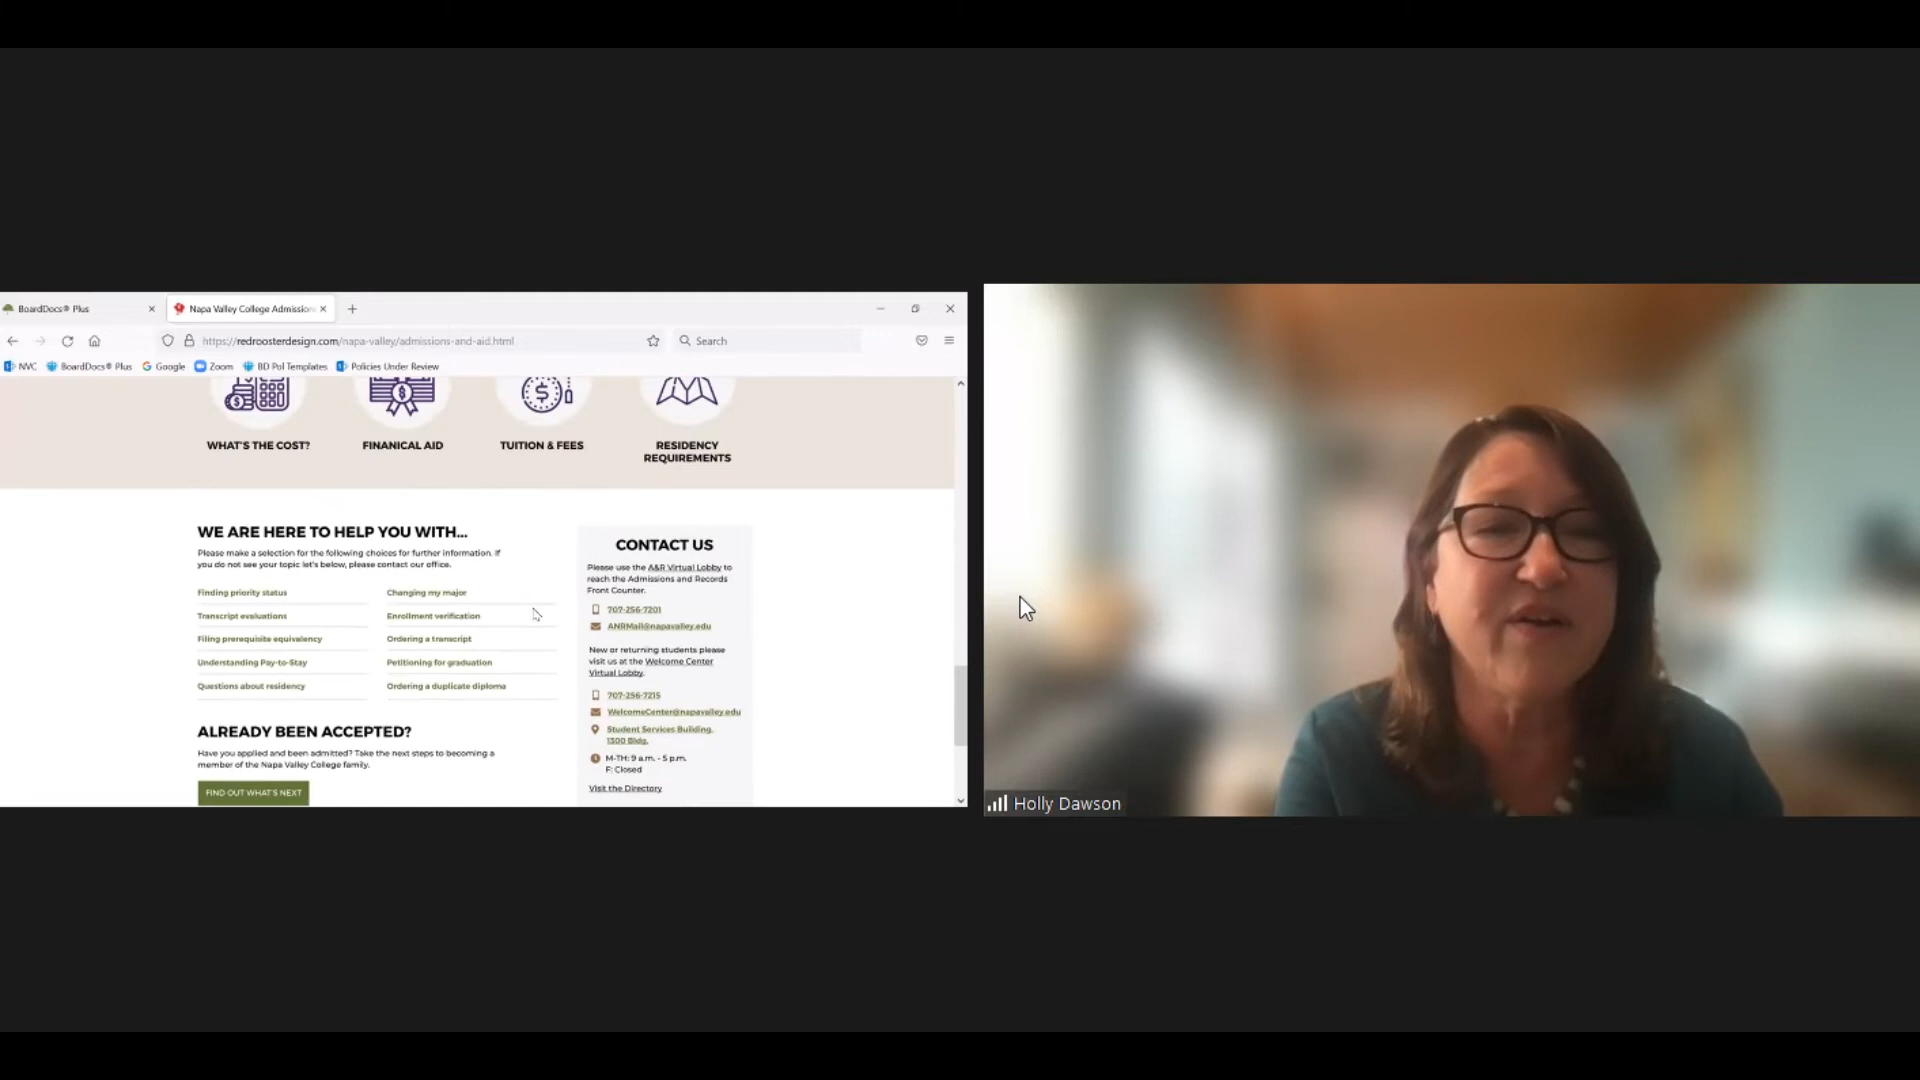 BoardDocs® Plus
Napa Valley College Admission
https://redroosterdesign.com/napa-valley/admissions-and-aid.html
Search
NVC BoardDocs® Plus Google Zoom BD Pol Templates Policies Under Review
WHAT'S THE COST?
FINANICAL AID
TUITION & FEES
RESIDENCY
REQUIREMENTS
WE ARE HERE TO HELP YOU WITH...
Please make a selection for the following choices for further information. If
you do not see your topic let's below, please contact our office.
Finding priority status
Transcript evaluations
Filing prerequisite equivalency
Understanding Pay-to-Stay
Questions about residency
Changing my major
Enrollment verification
Ordering a transcript
Petitioning for graduation
Ordering a duplicate diploma
ALREADY BEEN ACCEPTED?
Have you applied and been admitted? Take the next steps to becoming a
member of the Napa Valley College family.
FIND OUT WHAT'S NEXT
CONTACT US
Please use the A&R Virtual Lobby to
reach the Admissions and Records
Front Counter.
707-256-7201
ANRMail@napavalley.edu
New or returning students please
visit us at the Welcome Center
Virtual Lobby.
707-256-7215
WelcomeCenter@napavalley.edu
Student Services Building,
1300 Bldg.
M-TH: 9 a.m. - 5 p.m.
F: Closed
Visit the Directory
Holly Dawson